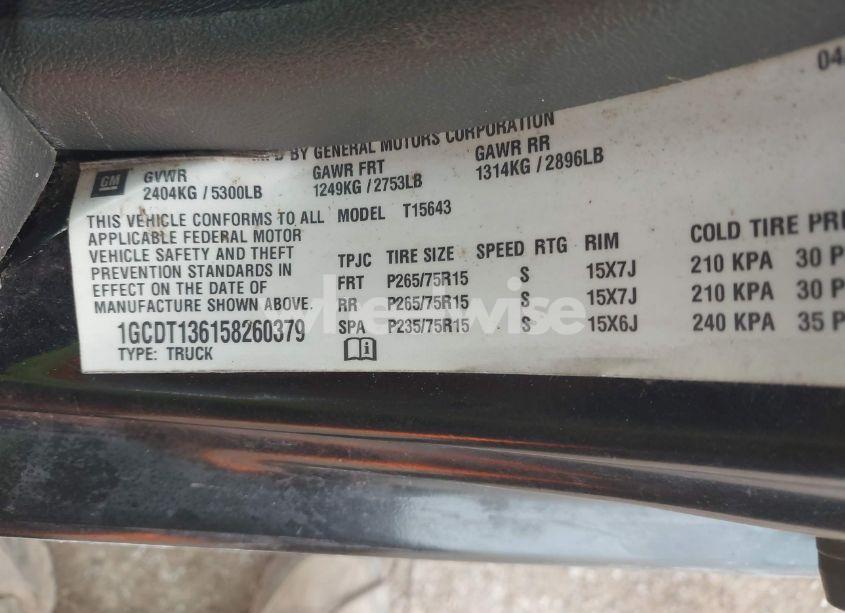 04
MFD BY GENERAL MOTORS CORPORATION
GM GVWR GAWR FRT GAWR RR
2404KG / 5300LB 1249KG / 2753LB 1314KG / 2896LB
THIS VEHICLE CONFORMS TO ALL MODEL T15643
APPLICABLE FEDERAL MOTOR
VEHICLE SAFETY AND THEFT TPJC TIRE SIZE SPEED RTG RIM COLD TIRE PRE
PREVENTION STANDARDS IN FRT P265/75R15 S 15X7J 210 KPA 30 P
EFFECT ON THE DATE OF RR P265/75R15 S 15X7J 210 KPA 30 P
MANUFACTURE SHOWN ABOVE. SPA P235/75R15 S 15X6J 240 KPA 35 P
1GCDT136158260379
TYPE: TRUCK